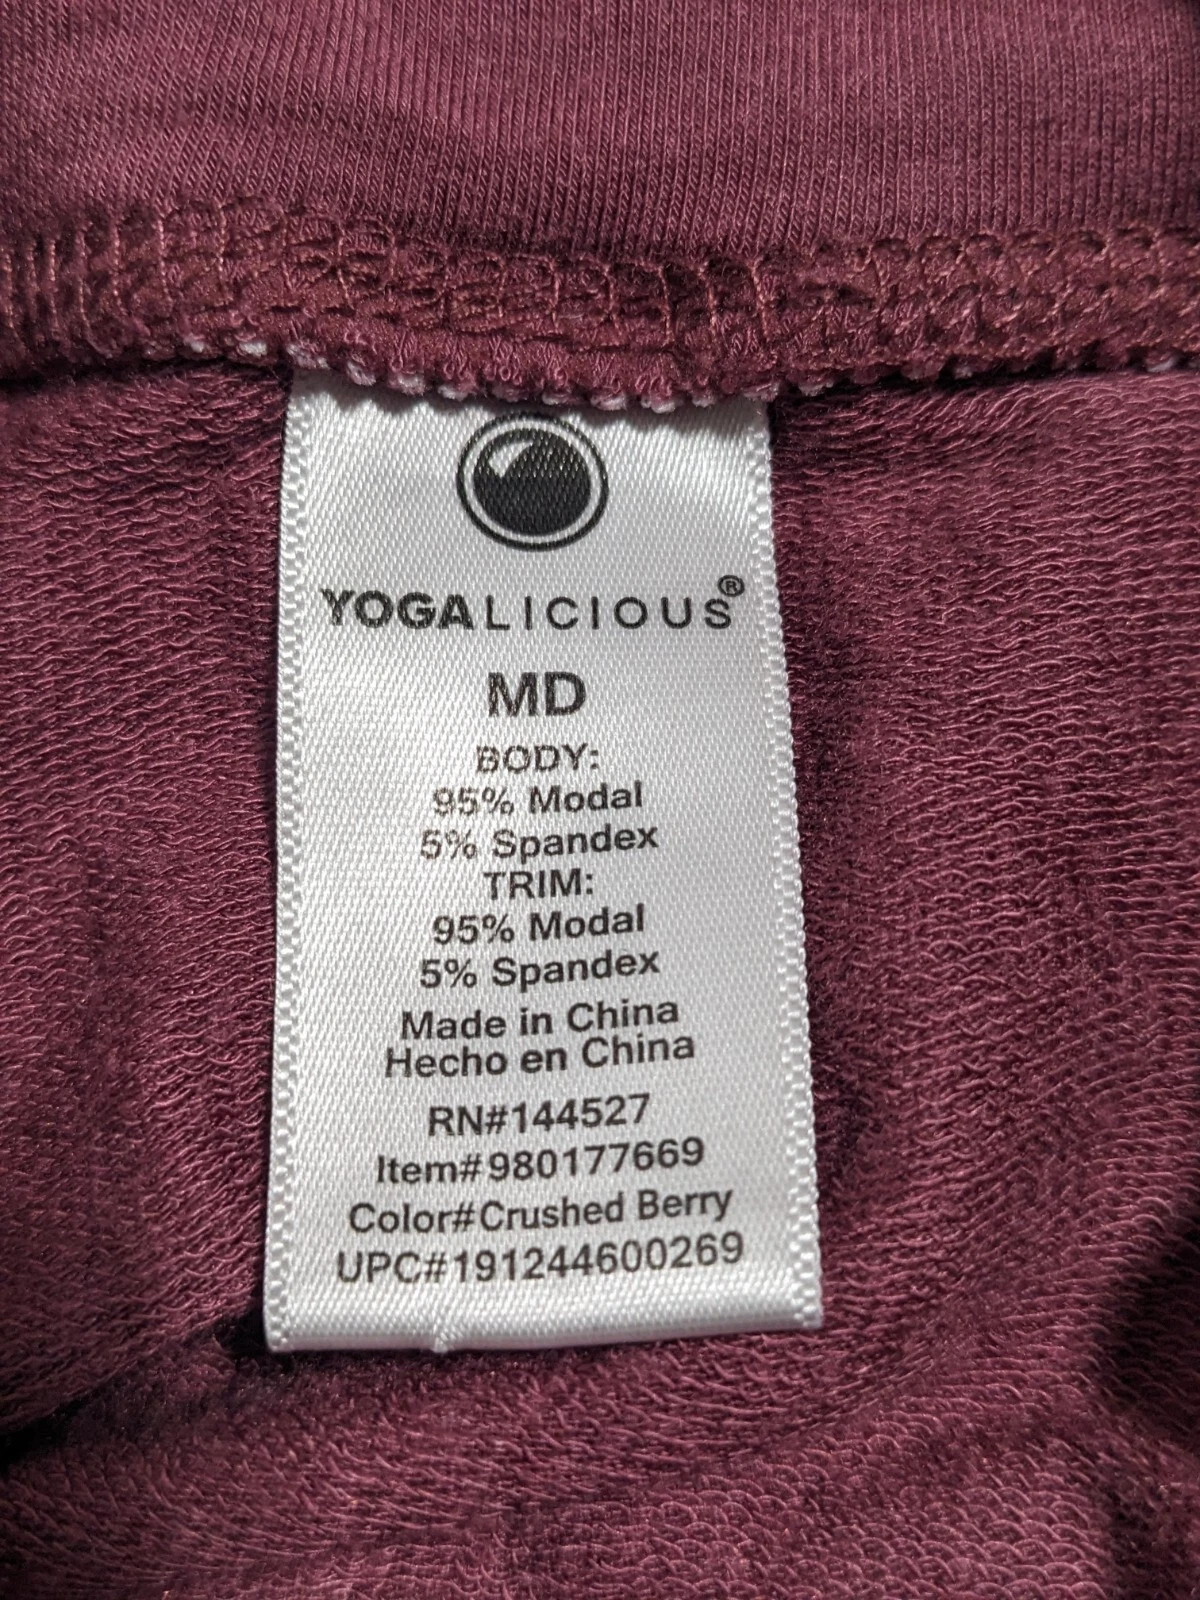 YOGALICIOUS®
MD
BODY:
95% Modal
5% Spandex
TRIM:
95% Modal
5% Spandex
Made in China
Hecho en China
RN#144527
Item#980177669
Color#Crushed Berry
UPC#191244600269